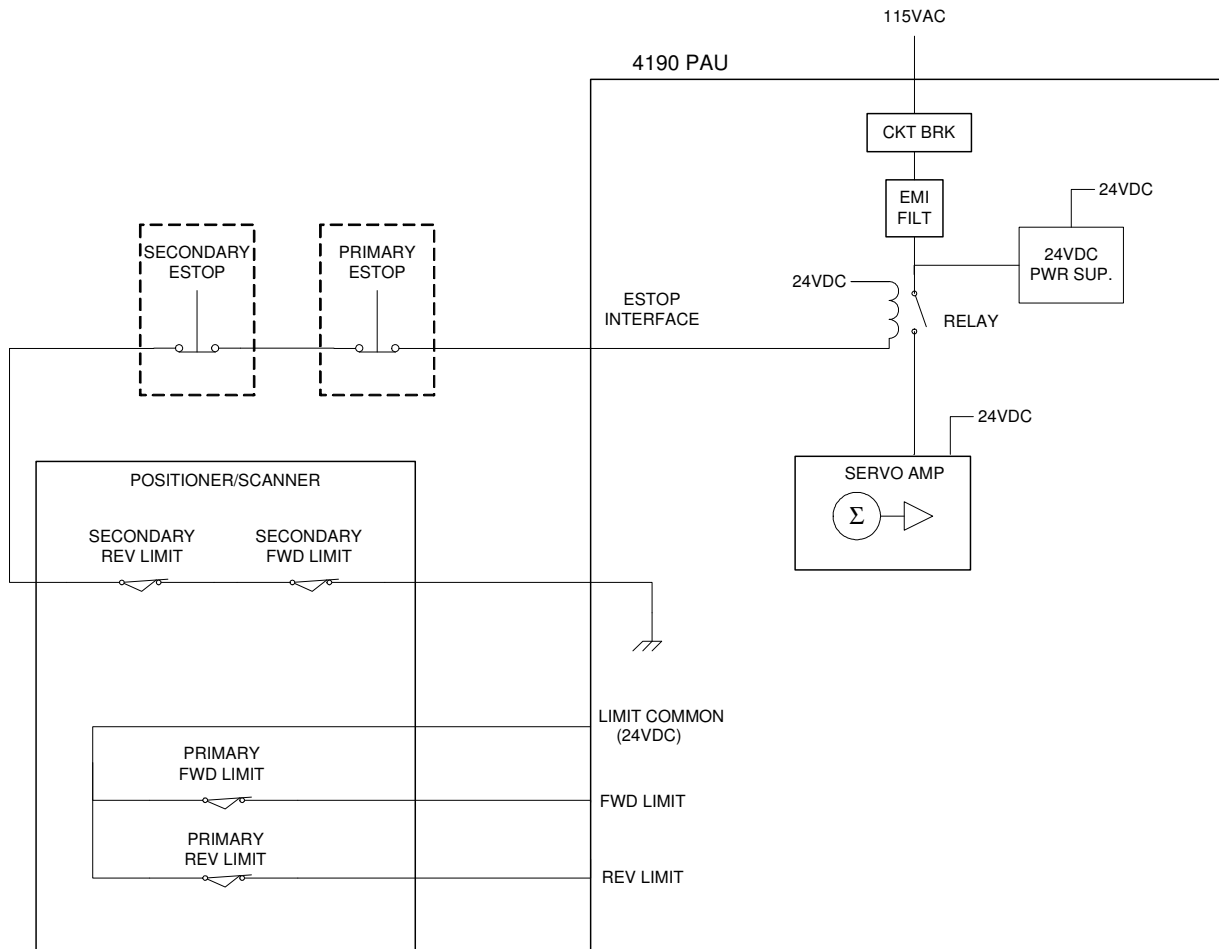 115VAC
4190 PAU
CKT BRK
EMI
FILT
24VDC
24VDC
PWR SUP.
SECONDARY
ESTOP
PRIMARY
ESTOP
ESTOP
INTERFACE
24VDC
RELAY
24VDC
SERVO AMP
Σ
POSITIONER/SCANNER
SECONDARY
REV LIMIT
SECONDARY
FWD LIMIT
LIMIT COMMON
(24VDC)
PRIMARY
FWD LIMIT
FWD LIMIT
PRIMARY
REV LIMIT
REV LIMIT